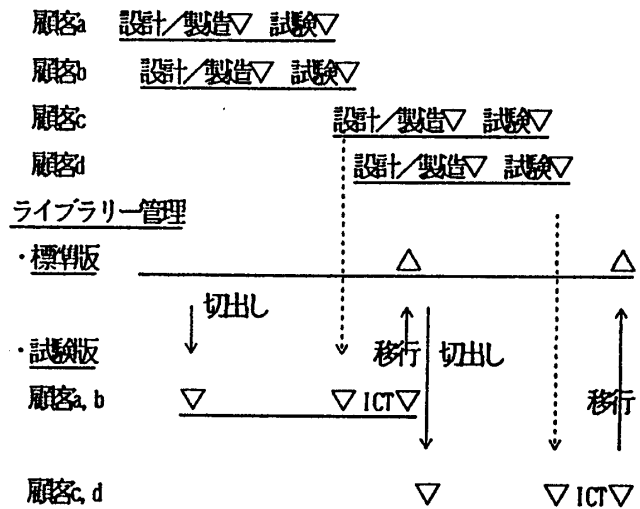 顧客a 設計／製造▽ 試験▽
顧客b 設計／製造▽ 試験▽
顧客c 設計／製造▽ 試験▽
顧客d 設計／製造▽ 試験▽
ライブラリー管理
・標準版 △ △
切出し
・試験版 移行 切出し
顧客a,b ▽ ▽ ICT▽ 移行
顧客c,d ▽ ▽ ICT▽